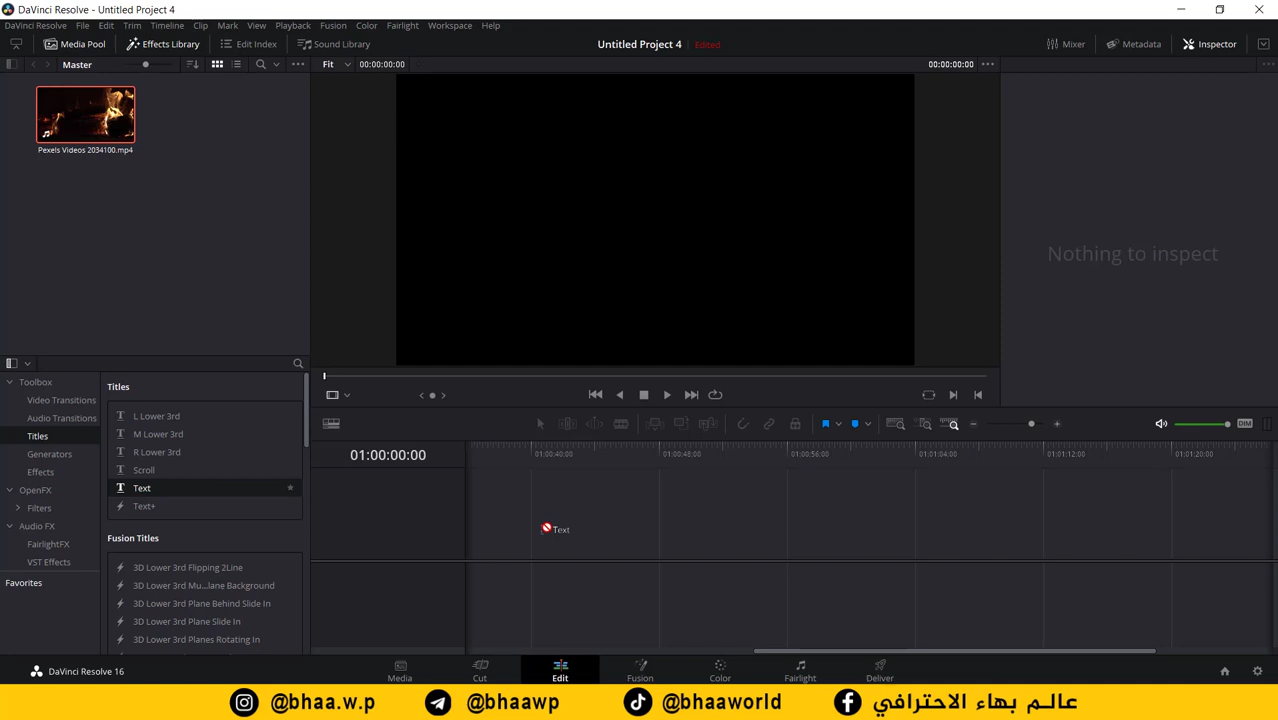 DaVinci Resolve - Untitled Project 4
DaVinci Resolve File Edit Trim Timeline Clip Mark View Playback Fusion Color Fairlight Workspace Help
Media Pool Effects Library Edit Index Sound Library Untitled Project 4 Edited Mixer Metadata Inspector
Master Fit 00:00:00:00 00:00:00:00
Pexels Videos 2034100.mp4
Nothing to inspect
Toolbox
Video Transitions
Audio Transitions
Titles
Generators
Effects
OpenFX
Filters
Audio FX
FairlightFX
VST Effects
Favorites
Titles
L Lower 3rd
M Lower 3rd
R Lower 3rd
Scroll
Text
Text+
Fusion Titles
3D Lower 3rd Flipping 2Line
3D Lower 3rd Mu...lane Background
3D Lower 3rd Plane Behind Slide In
3D Lower 3rd Plane Slide In
3D Lower 3rd Planes Rotating In
DIM
01:00:00:00 01:00:40:00 01:00:48:00 01:00:56:00 01:01:04:00 01:01:12:00 01:01:20:00
Text
DaVinci Resolve 16 Media Cut Edit Fusion Color Fairlight Deliver
@bhaa.w.p @bhaawp @bhaaworld عالم بهاء الاحترافي